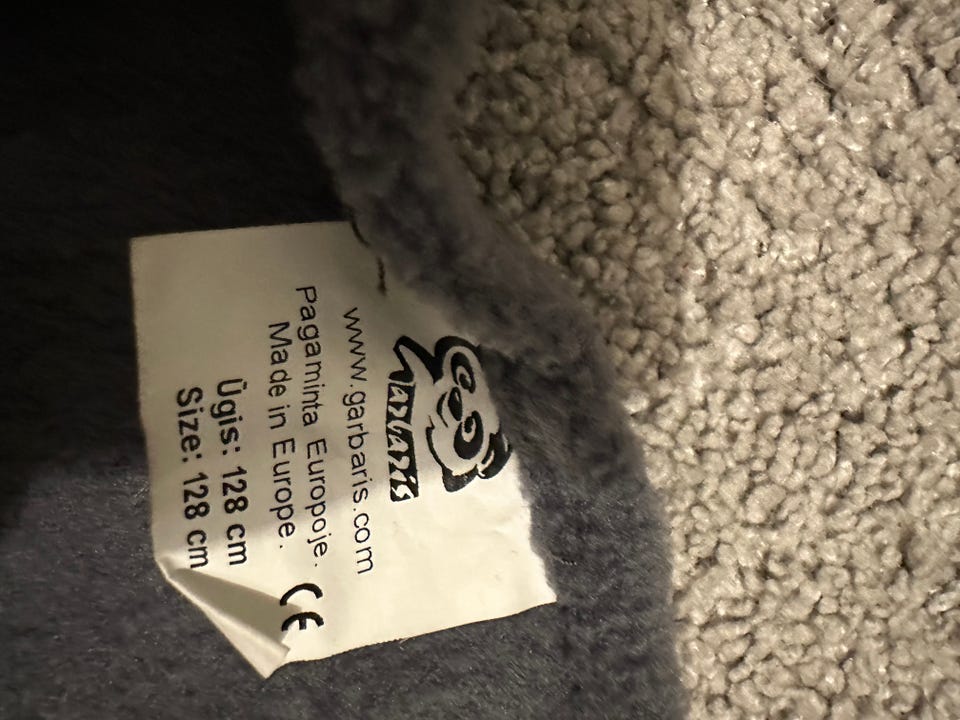 Garbaris
www.garbaris.com
Pagaminta Europoje.
Made in Europe.
CE
Ūgis: 128 cm
Size: 128 cm